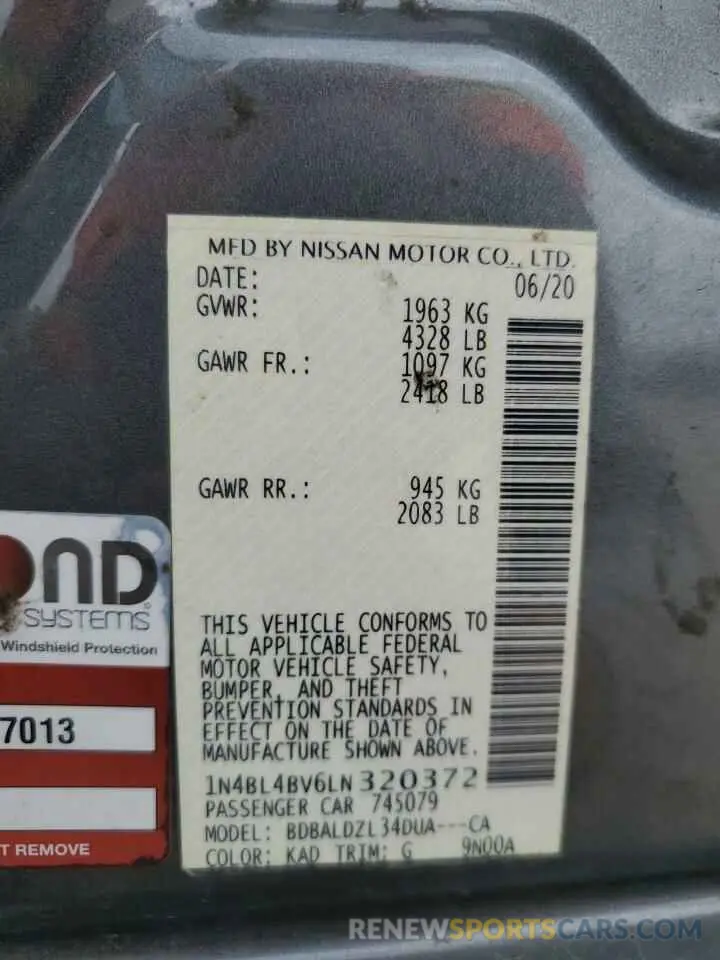 MFD BY NISSAN MOTOR CO., LTD.
DATE: 06/20
GVWR: 1963 KG
4328 LB
GAWR FR.: 1097 KG
2418 LB
GAWR RR.: 945 KG
2083 LB
THIS VEHICLE CONFORMS TO
ALL APPLICABLE FEDERAL
MOTOR VEHICLE SAFETY,
BUMPER, AND THEFT
PREVENTION STANDARDS IN
EFFECT ON THE DATE OF
MANUFACTURE SHOWN ABOVE.
1N4BL4BV6LN320372
PASSENGER CAR 745079
MODEL: BDBALDZL34DUA---CA
COLOR: KAD TRIM: G 9N00A
OND
SYSTEMS
Windshield Protection
7013
T REMOVE
RENEWSPORTSCARS.COM